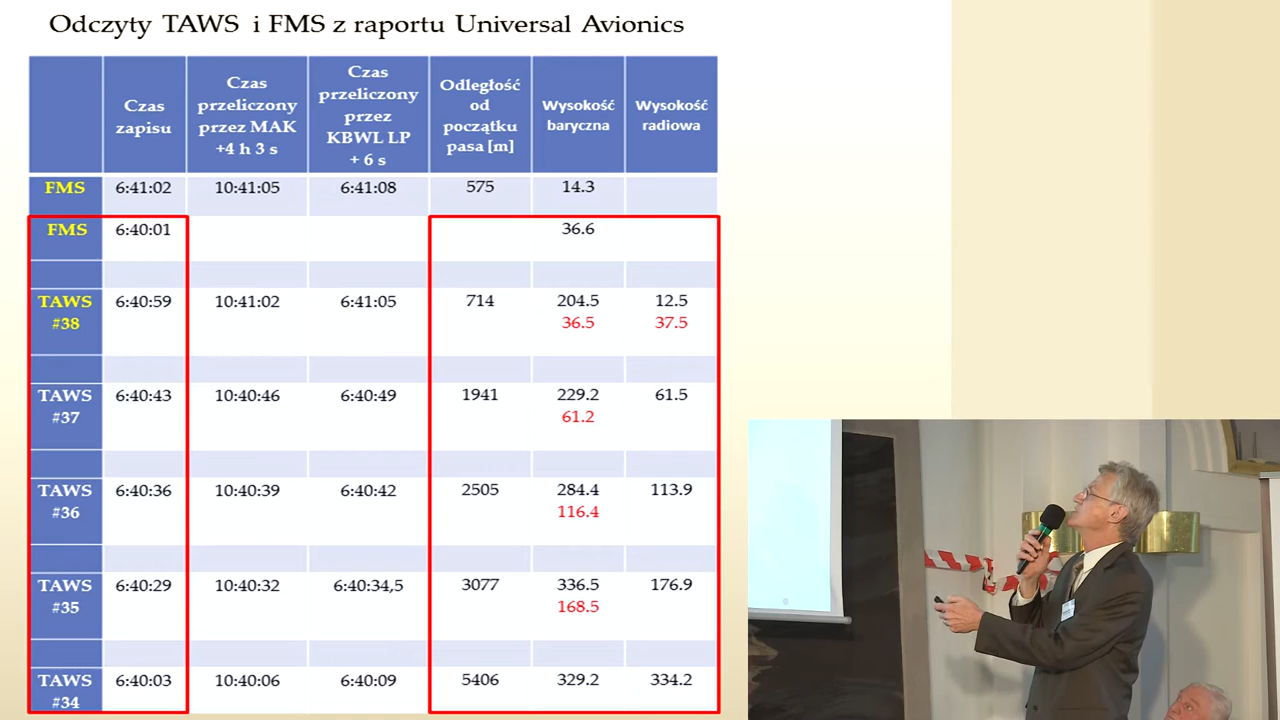 Odczyty TAWS i FMS z raportu Universal Avionics
Czas zapisu
Czas przeliczony przez MAK +4 h 3 s
Czas przeliczony przez KBWL LP + 6 s
Odległość od początku pasa [m]
Wysokość baryczna
Wysokość radiowa
FMS 6:41:02 10:41:05 6:41:08 575 14.3
FMS 6:40:01 36.6
TAWS 6:40:59 10:41:02 6:41:05 714 204.5 12.5
#38 36.5 37.5
TAWS 6:40:43 10:40:46 6:40:49 1941 229.2 61.5
#37 61.2
TAWS 6:40:36 10:40:39 6:40:42 2505 284.4 113.9
#36 116.4
TAWS 6:40:29 10:40:32 6:40:34,5 3077 336.5 176.9
#35 168.5
TAWS 6:40:03 10:40:06 6:40:09 5406 329.2 334.2
#34